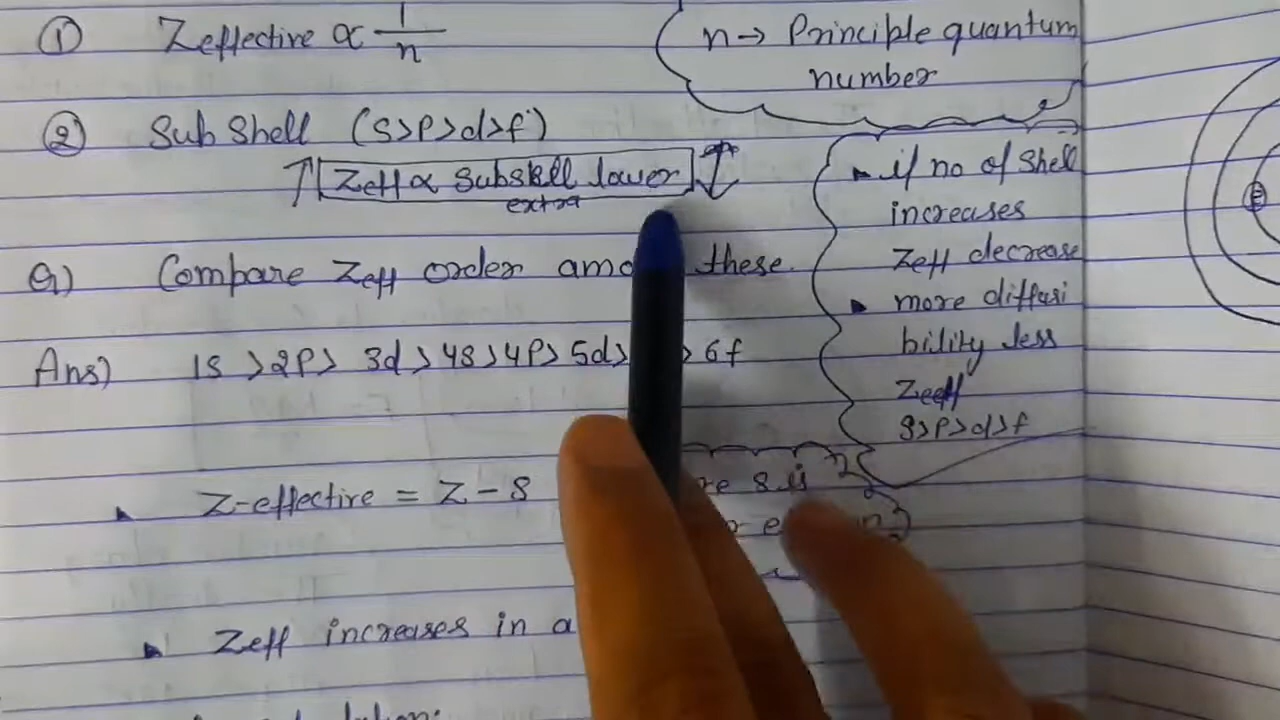 ① Zeffective ∝ 1/n
n → Principle quantum
number
② Sub Shell (s>p>d>f)
↑ Zeff ∝ Subshell lower ↕
extra
if no of Shell
increases
Zeff decrease
more diffusi
bility less
Zeeff
s>p>d>f
Q) Compare Zeff order these.
Ans) 1s >2p> 3d >4s>4p> 5d> > 6f
Z-effective = Z - s
s is
Zeff increases in a